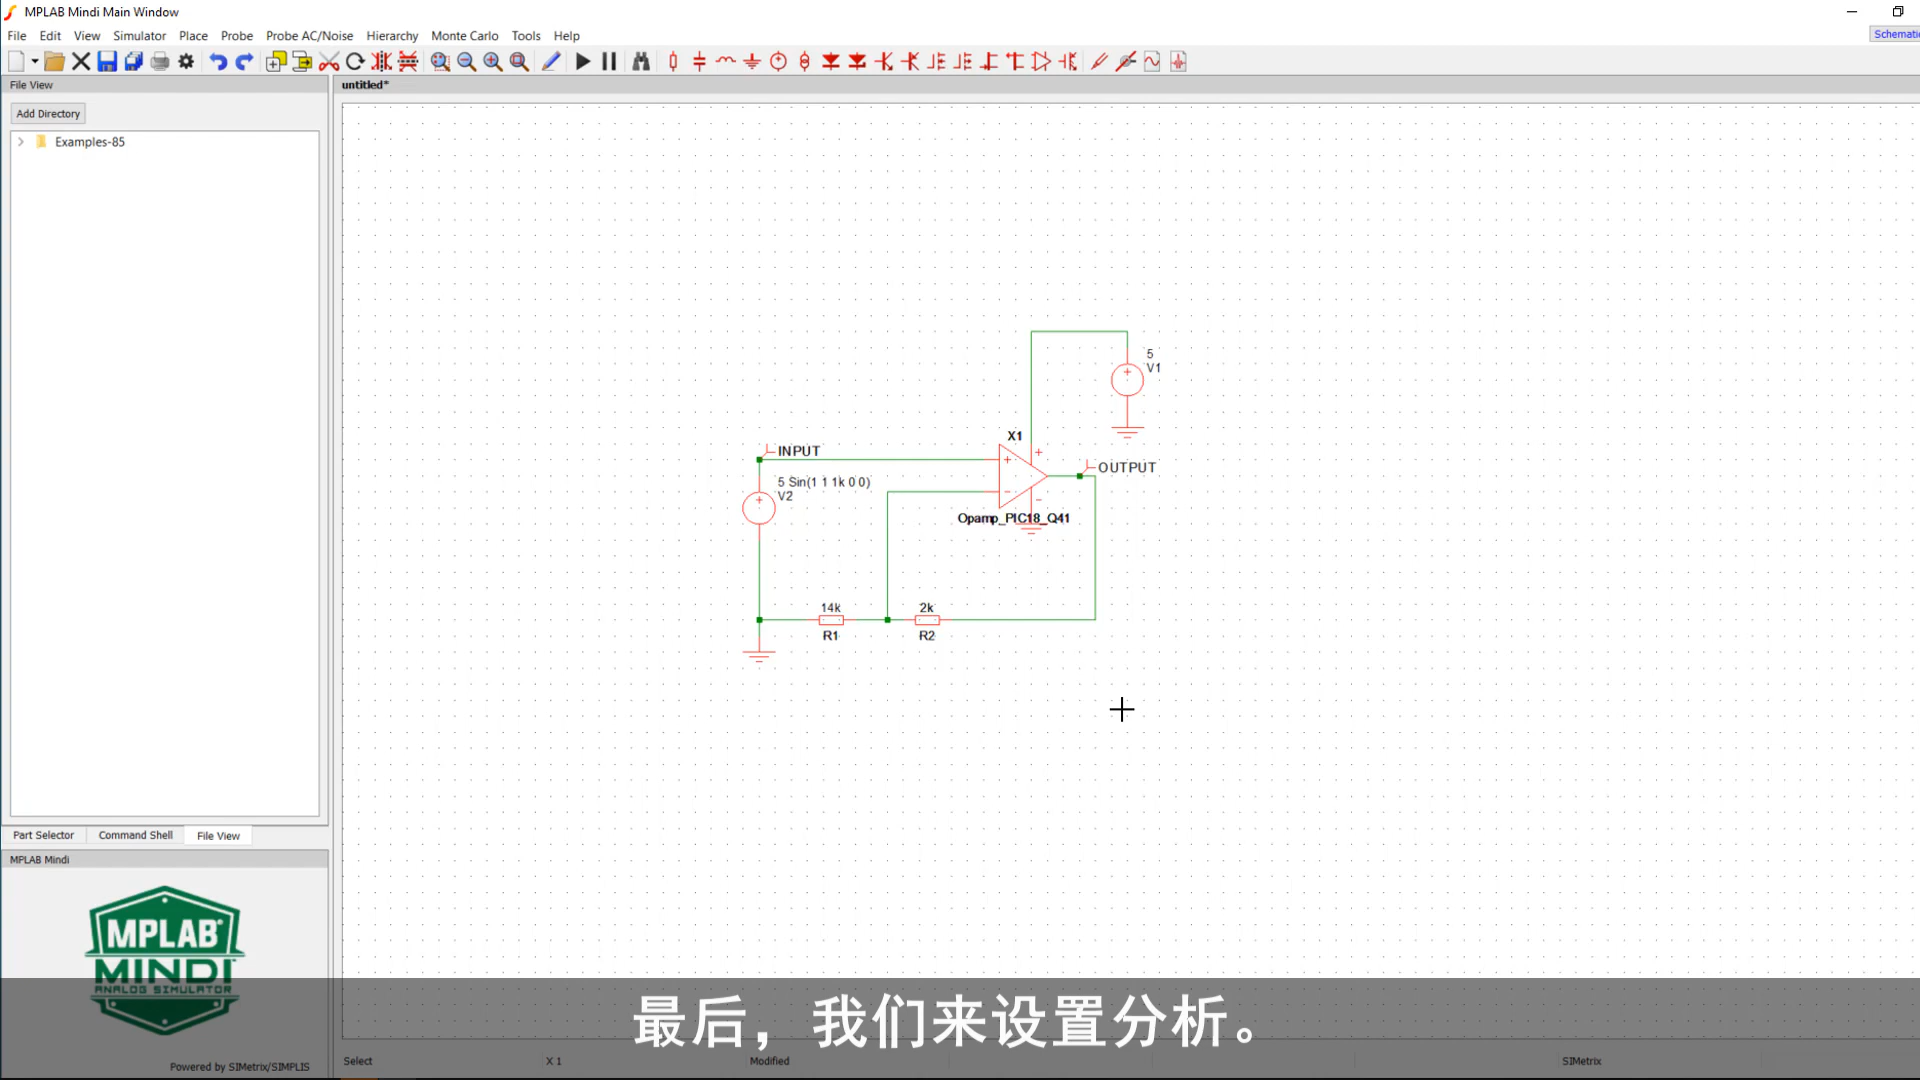 MPLAB Mindi Main Window
File Edit View Simulator Place Probe Probe AC/Noise Hierarchy Monte Carlo Tools Help
Schematic
File View
untitled*
Add Directory
Examples-85
5
V1
X1
INPUT
OUTPUT
5 Sin(1 1 1k 0 0)
V2
Opamp_PIC18_Q41
14k
2k
R1
R2
Part Selector Command Shell File View
MPLAB Mindi
MPLAB
MINDI
ANALOG SIMULATOR
最后，我们来设置分析。
Powered by SIMetrix/SIMPLIS
Select X 1 Modified SIMetrix